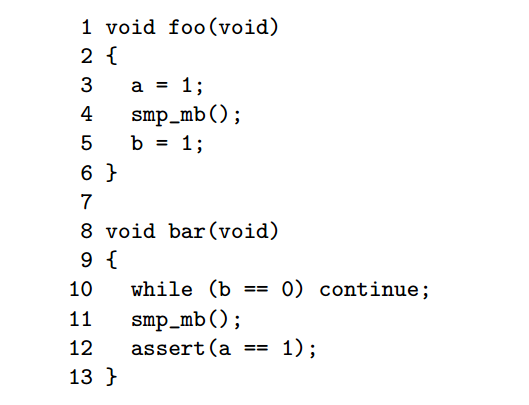 1 void foo(void)
2 {
3   a = 1;
4   smp_mb();
5   b = 1;
6 }
7
8 void bar(void)
9 {
10   while (b == 0) continue;
11   smp_mb();
12   assert(a == 1);
13 }